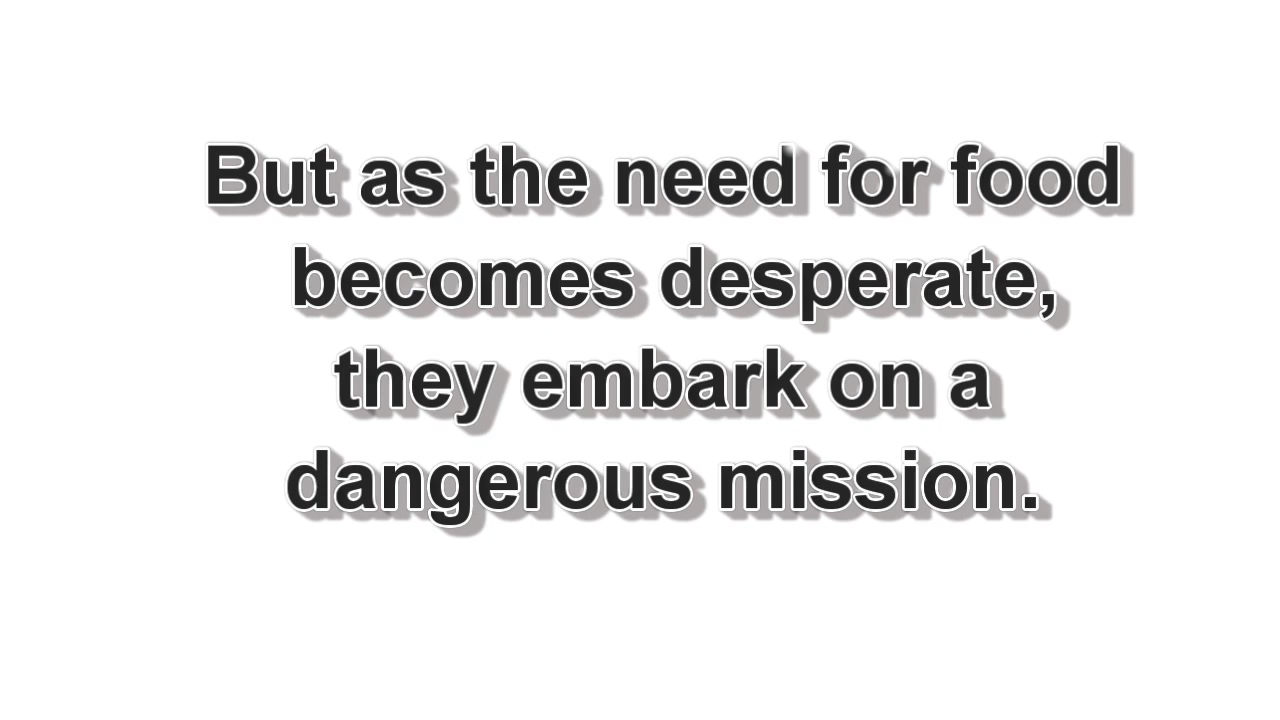 But as the need for food
becomes desperate,
they embark on a
dangerous mission.